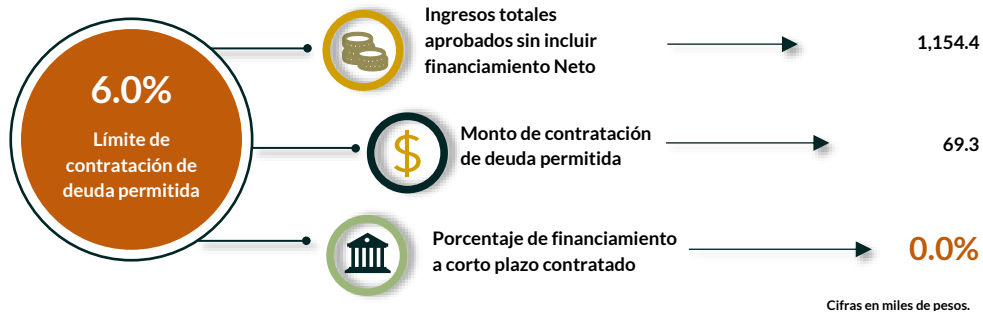 6.0%
Límite de
contratación de
deuda permitida
Ingresos totales
aprobados sin incluir
financiamiento Neto
1,154.4
$
Monto de contratación
de deuda permitida
69.3
Porcentaje de financiamiento
a corto plazo contratado
0.0%
Cifras en miles de pesos.